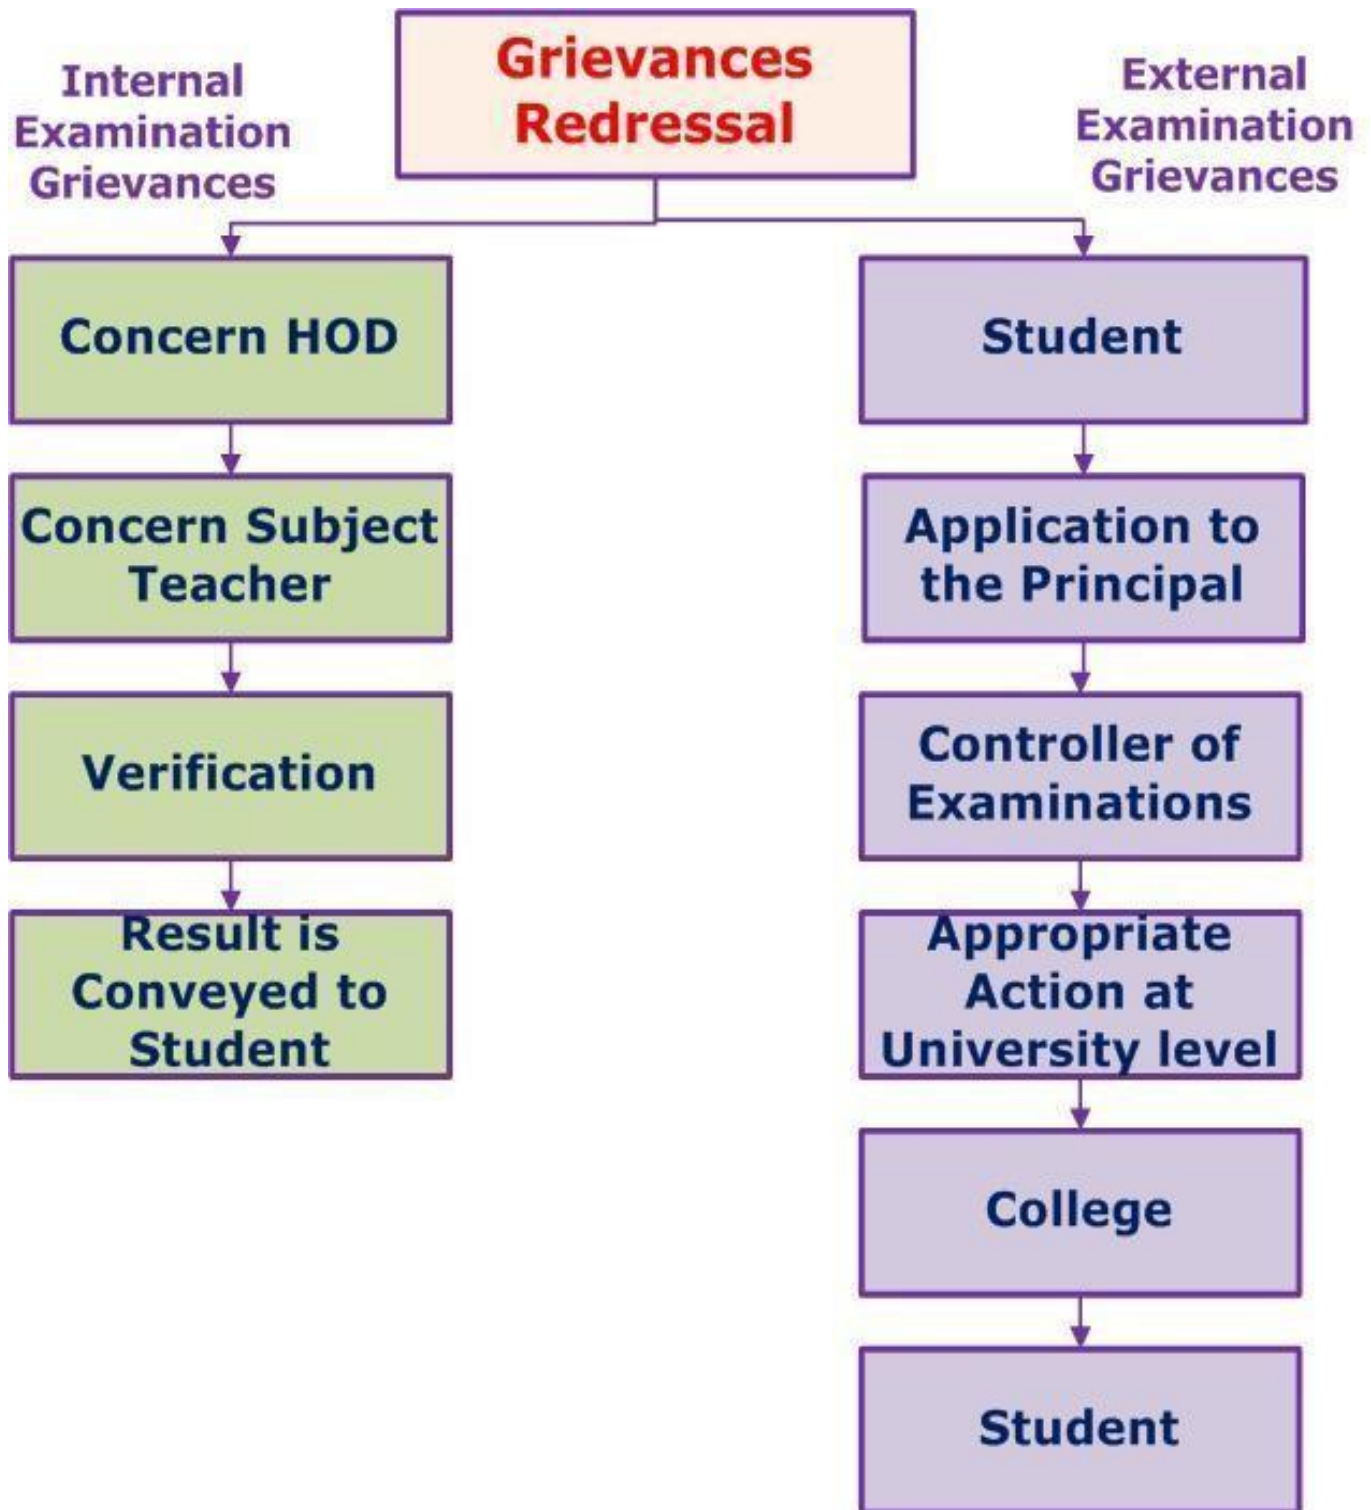 Grievances
Redressal
Internal
Examination
Grievances
External
Examination
Grievances
Concern HOD
Concern Subject
Teacher
Verification
Result is
Conveyed to
Student
Student
Application to
the Principal
Controller of
Examinations
Appropriate
Action at
University level
College
Student